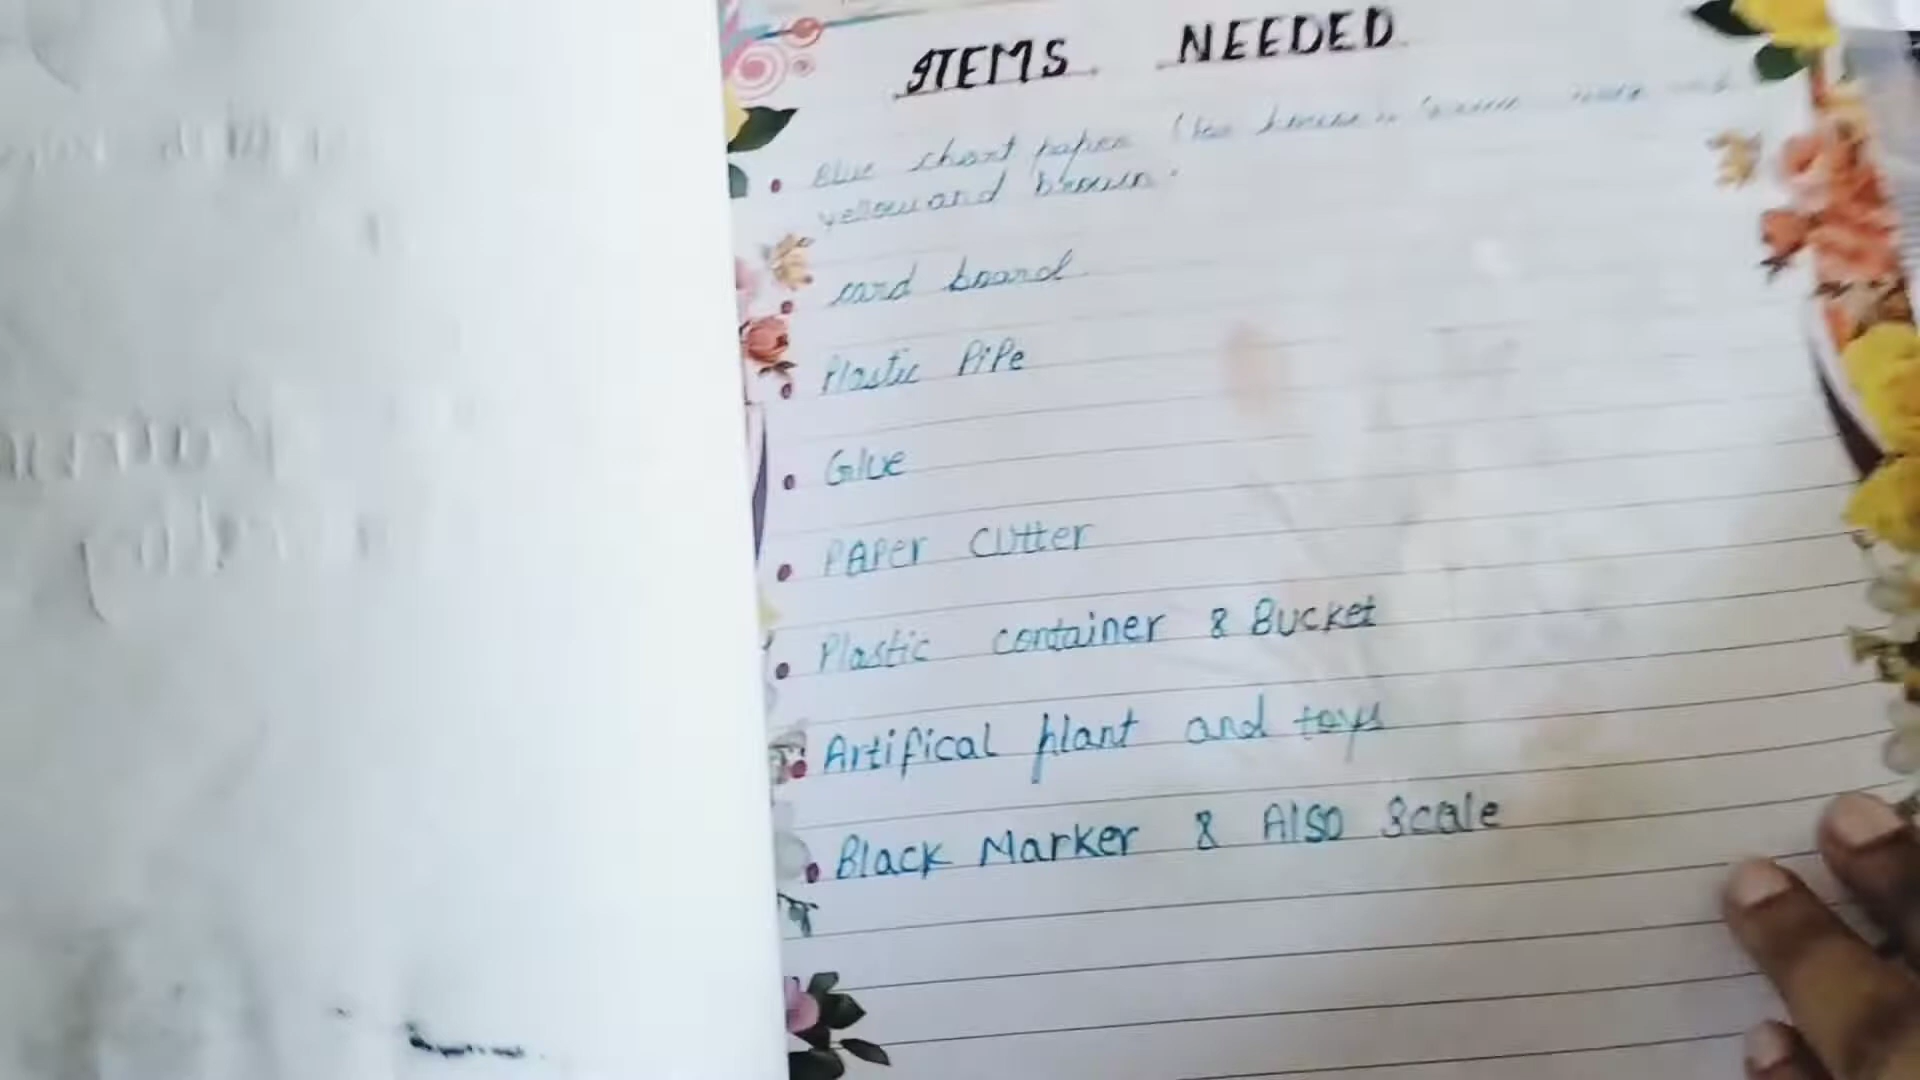 ITEMS NEEDED
Blue chart paper
yellow and brown.
card board
Plastic PiPe
Glue
PAPer Cutter
Plastic container & Bucket
Artifical plant and toys
Black Marker & Also Scale